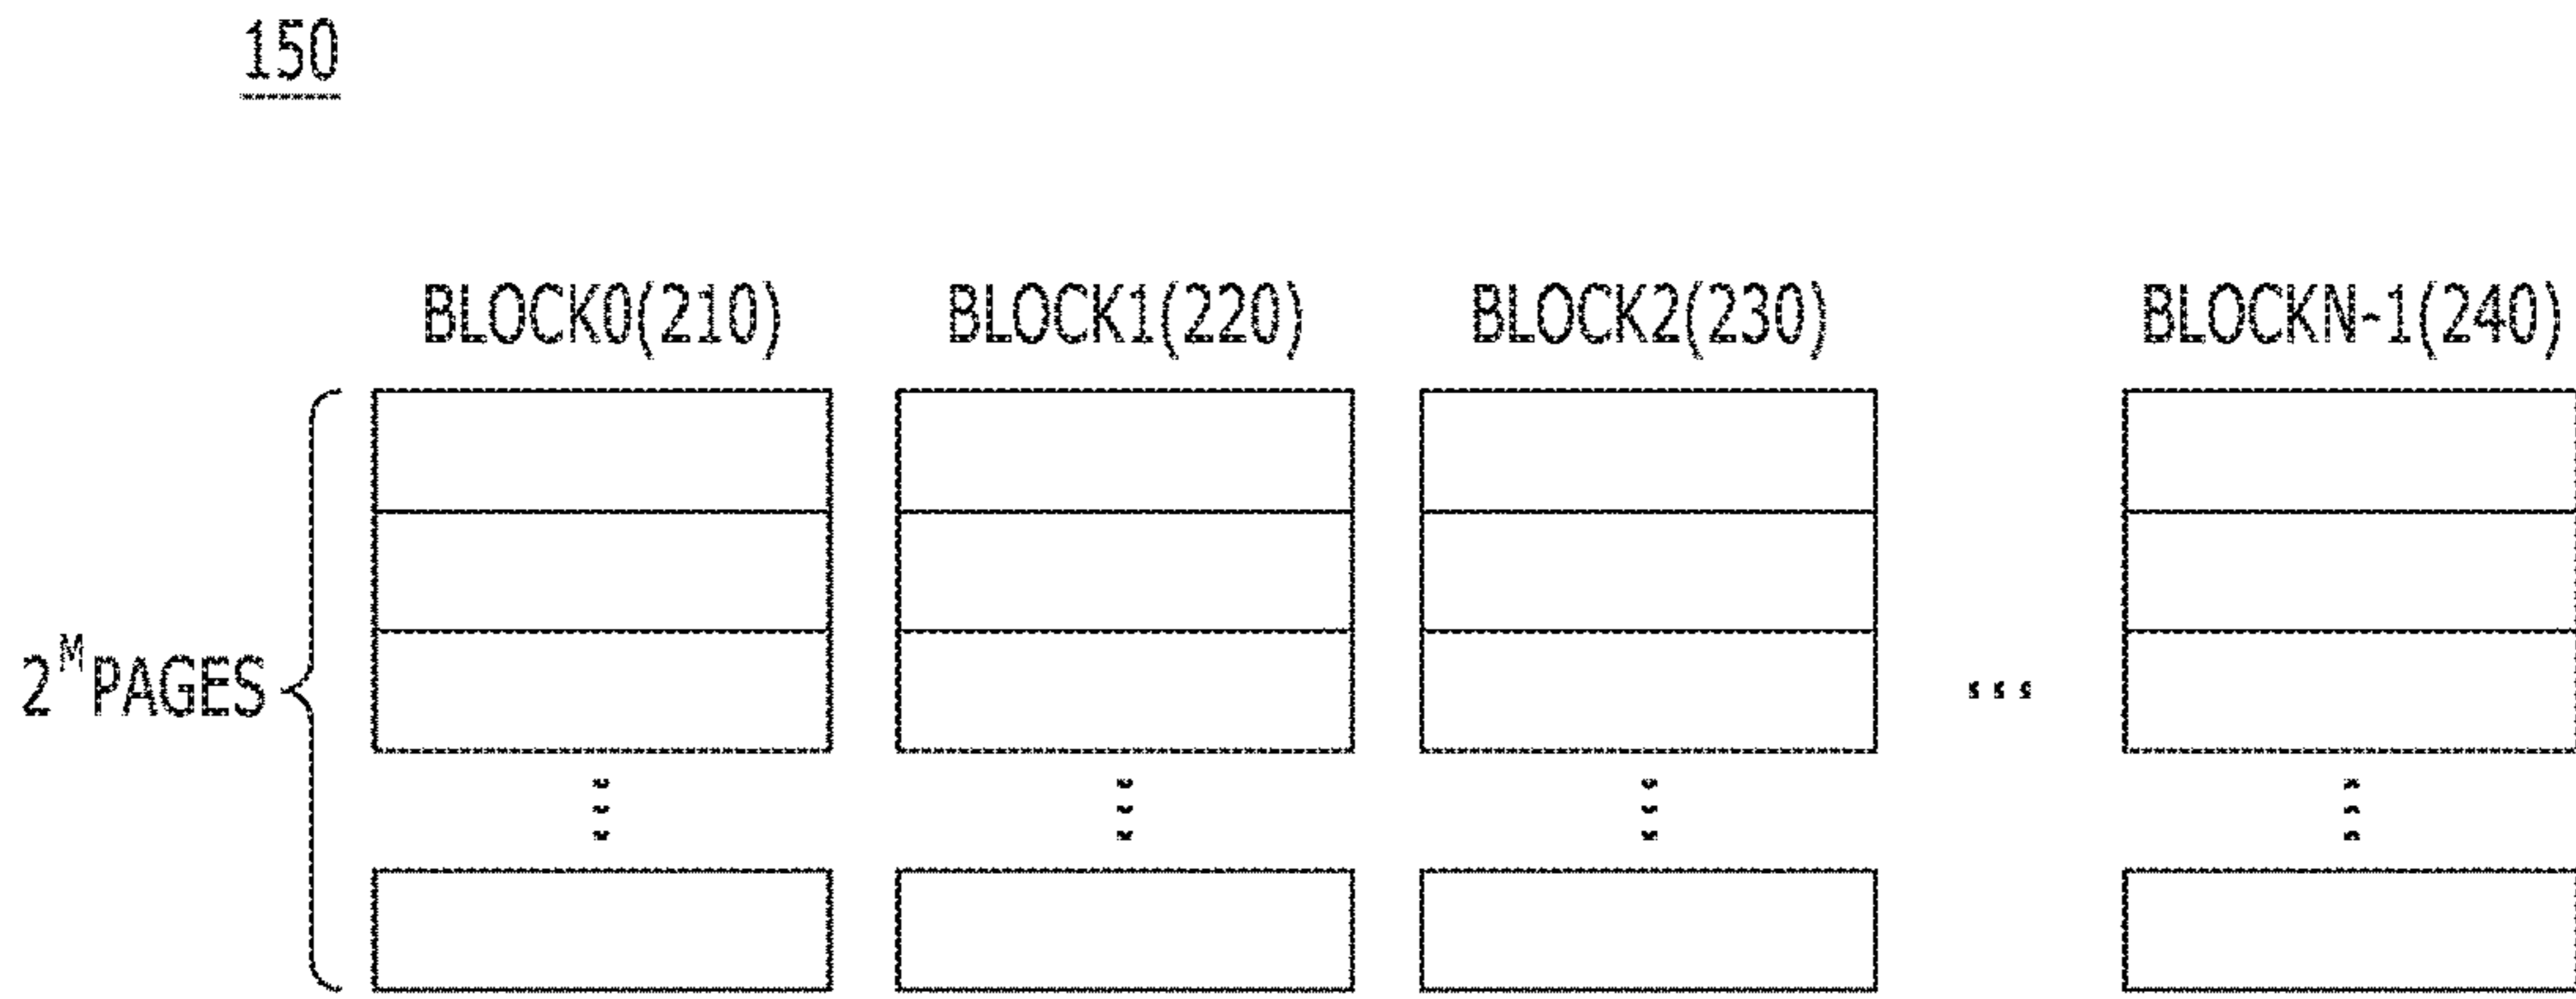 150
BLOCK0(210) BLOCK1(220) BLOCK2(230) BLOCKN-1(240)
2^M PAGES
...